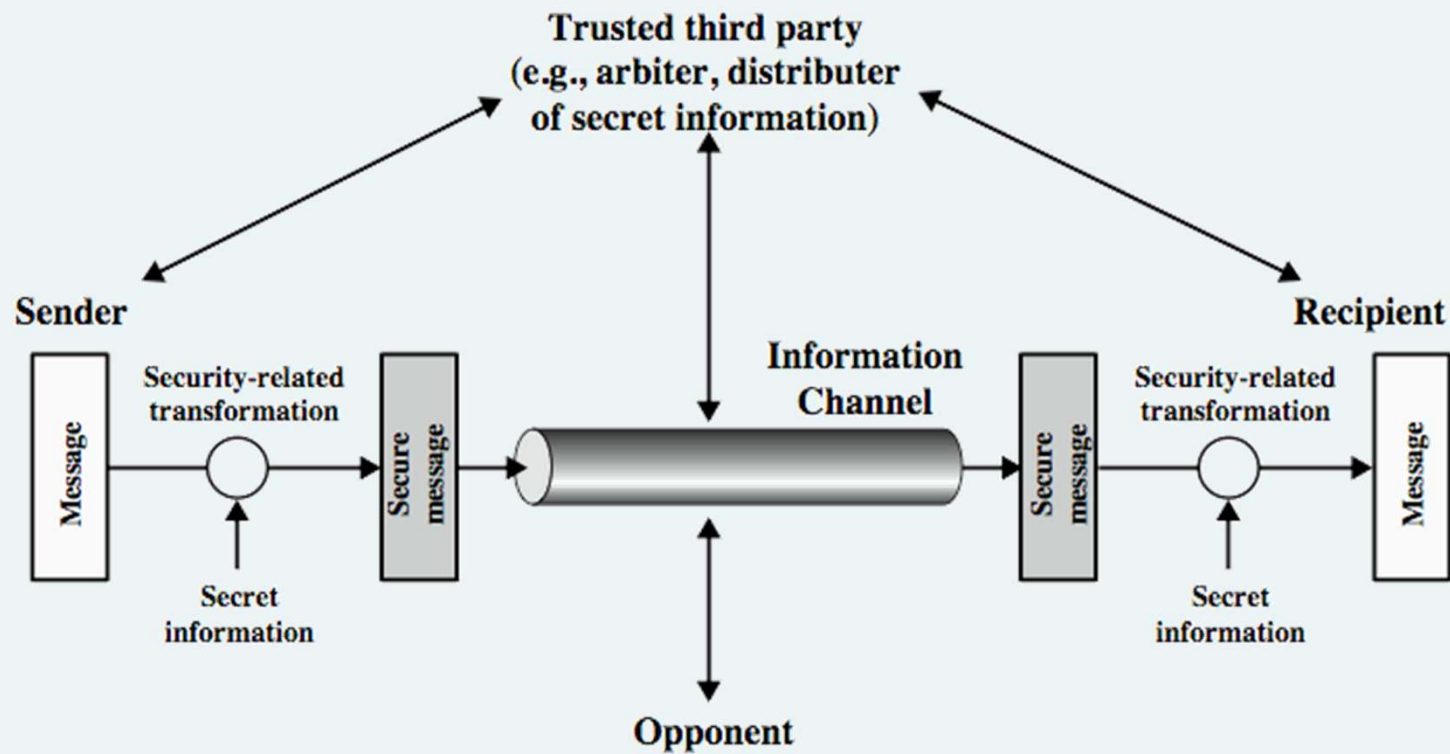 Trusted third party
(e.g., arbiter, distributer
of secret information)
Sender
Recipient
Information
Channel
Security-related
transformation
Security-related
transformation
Message
Secure
message
Secure
message
Message
Secret
information
Secret
information
Opponent